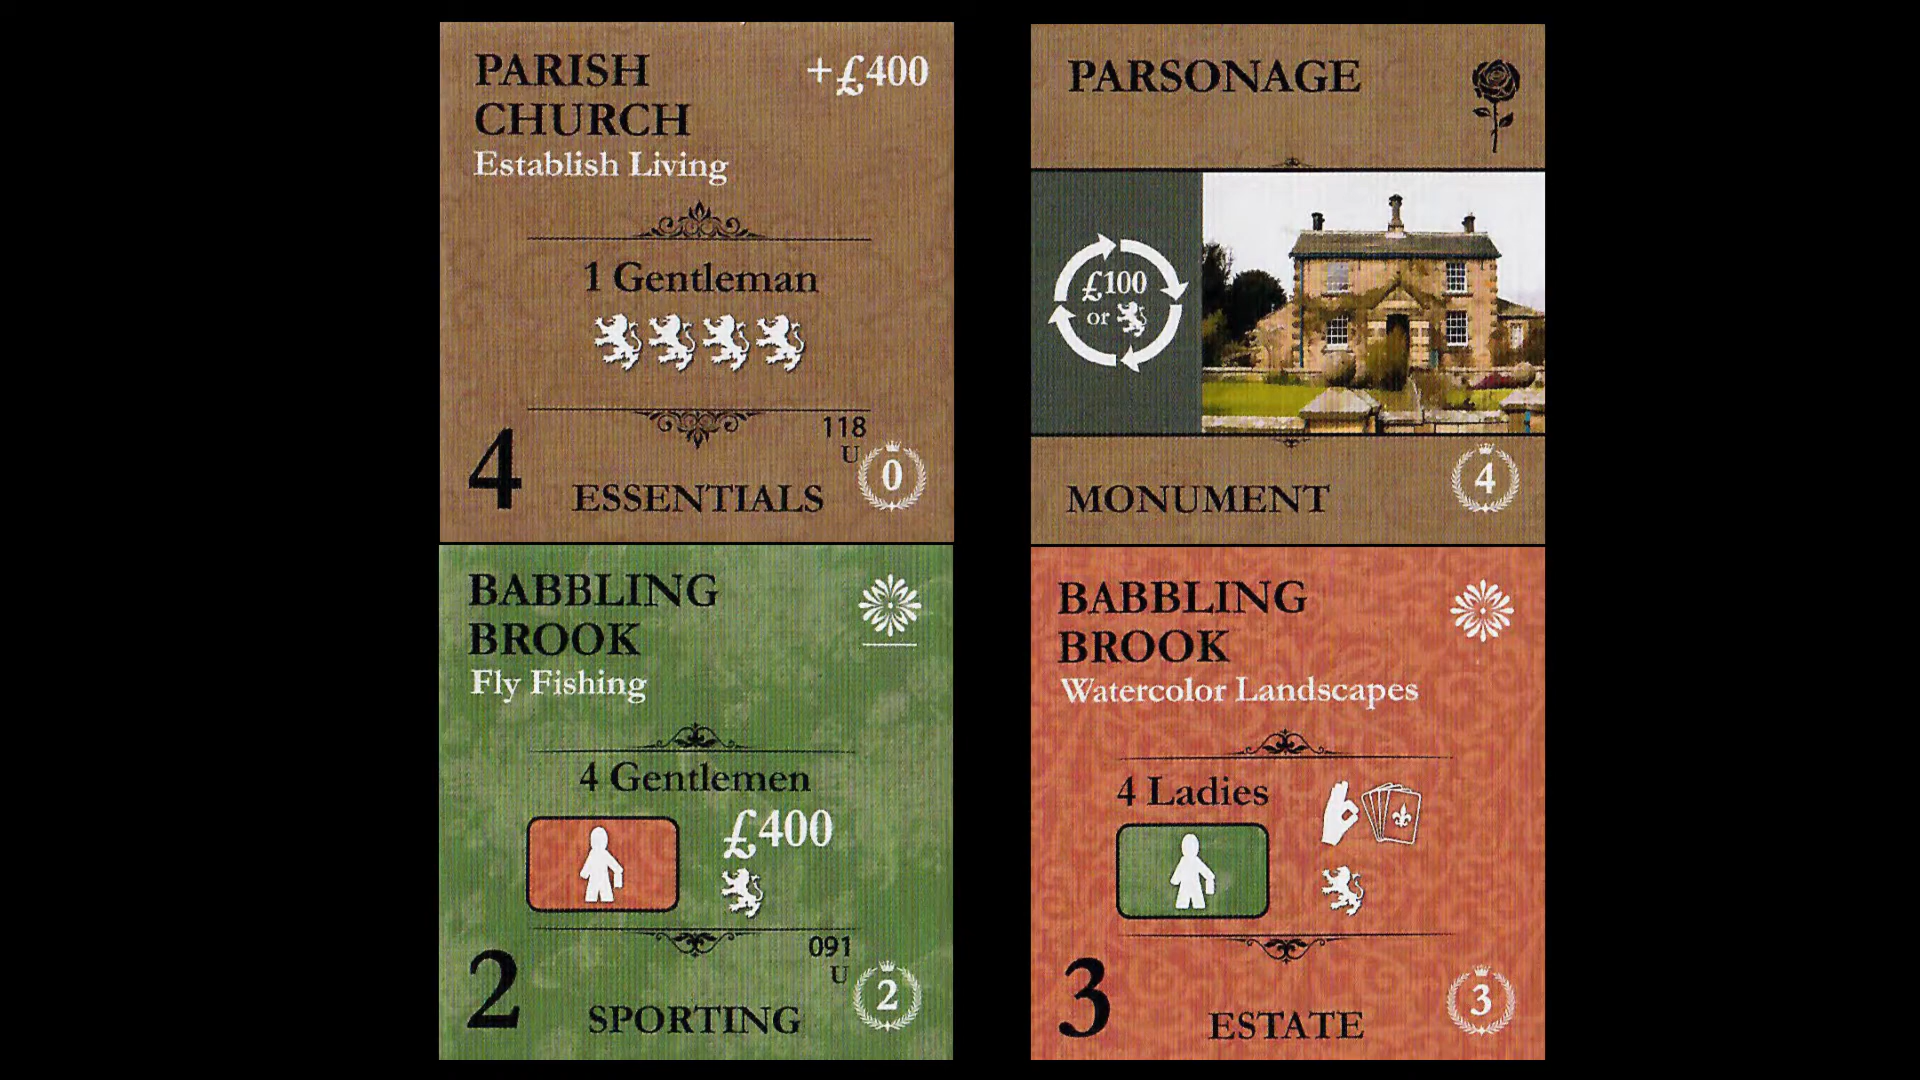 PARISH
CHURCH
+£400
Establish Living
1 Gentleman
118
U
4
ESSENTIALS
0
PARSONAGE
£100
or
MONUMENT
4
BABBLING
BROOK
Fly Fishing
4 Gentlemen
£400
091
U
2
SPORTING
2
BABBLING
BROOK
Watercolor Landscapes
4 Ladies
3
ESTATE
3